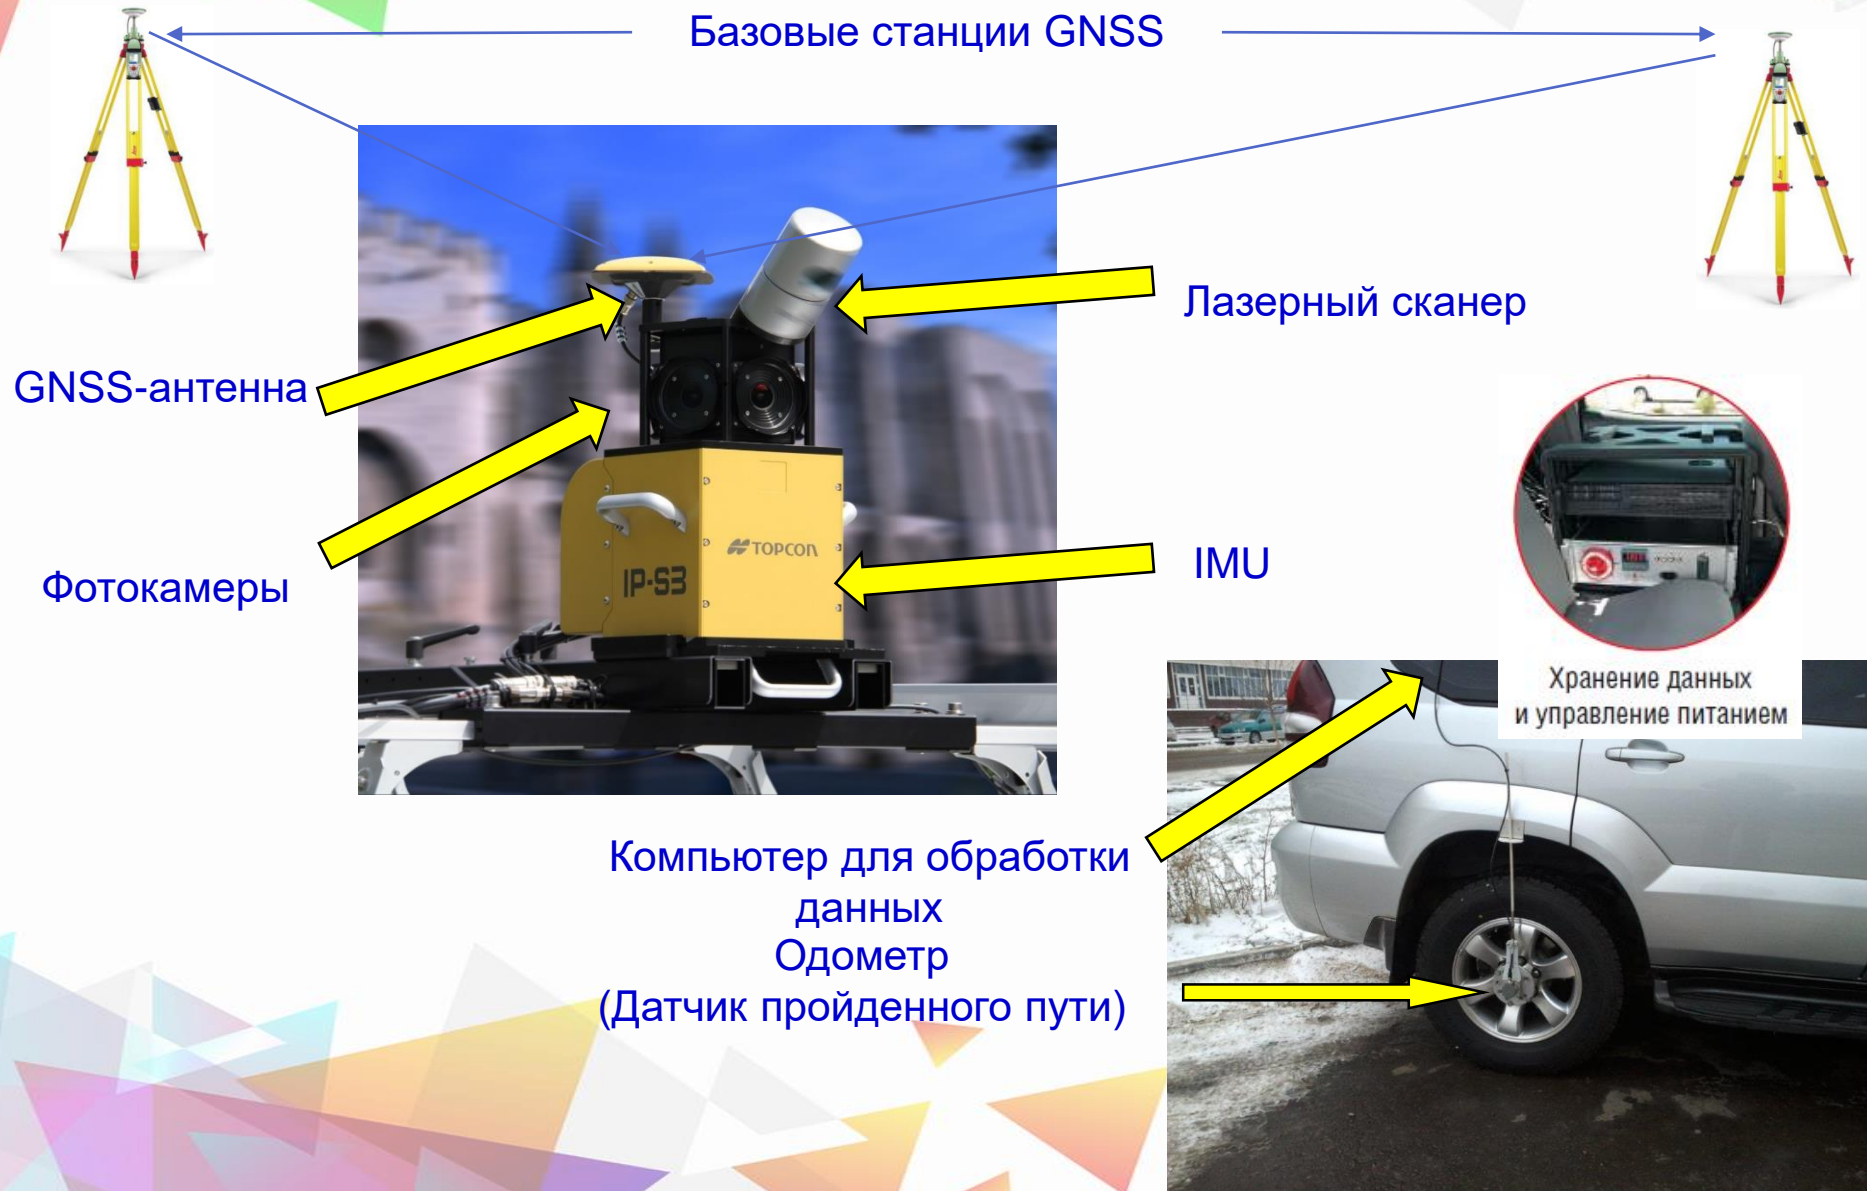 Базовые станции GNSS
Лазерный сканер
GNSS-антенна
TOPCON
IMU
IP-S3
Фотокамеры
Хранение данных
и управление питанием
Компьютер для обработки
данных
Одометр
(Датчик пройденного пути)